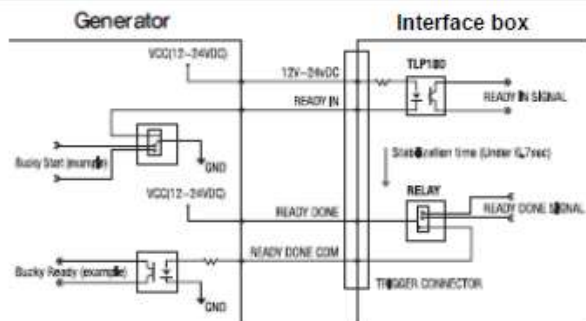 Generator
Interface box
VCC(12~24VDC)
12V~24VDC
TLP180
READY IN
READY IN SIGNAL
GND
Bucky Start (example)
Stabilization time (Under 6.7sec)
VCC(12~24VDC)
RELAY
READY DONE
READY DONE SIGNAL
READY DONE COM
Bucky Ready (example)
GND
TRIGGER CONNECTOR